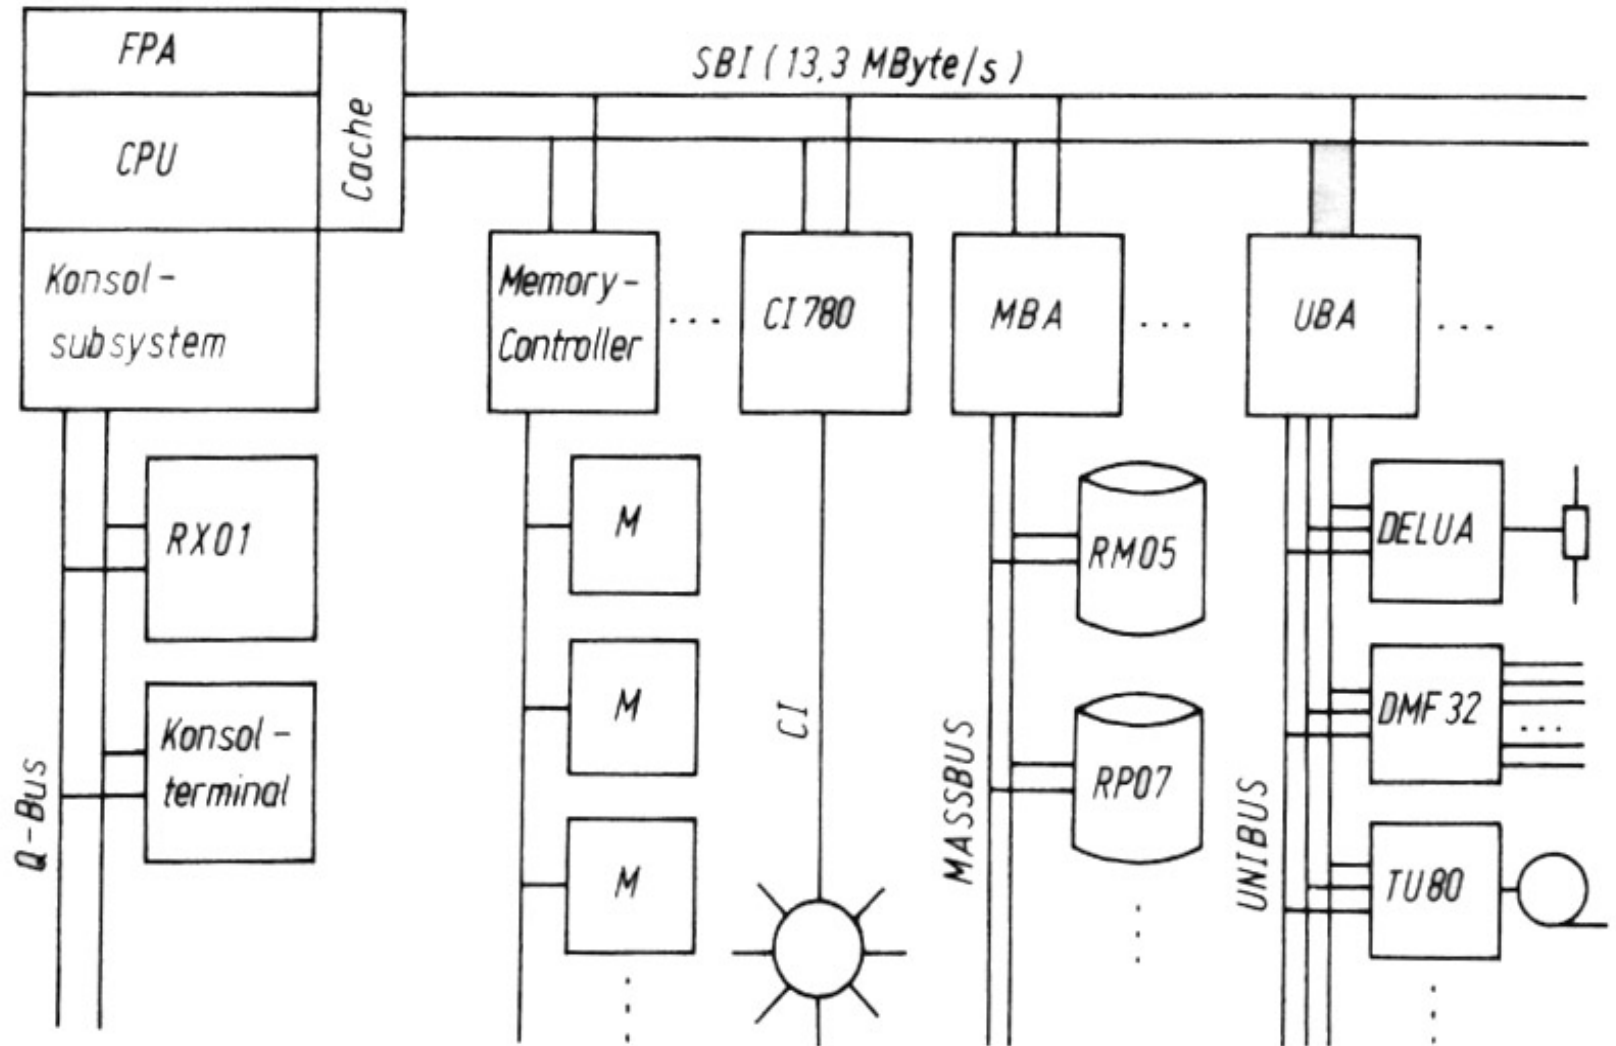 FPA
SBI (13,3 MByte/s)
CPU
Cache
Konsol-
subsystem
Memory-
Controller
...
CI780
MBA
...
UBA
...
RX01
M
RM05
DELUA
Konsol-
terminal
M
CI
RP07
DMF32
...
Q-Bus
M
MASSBUS
UNIBUS
TU80